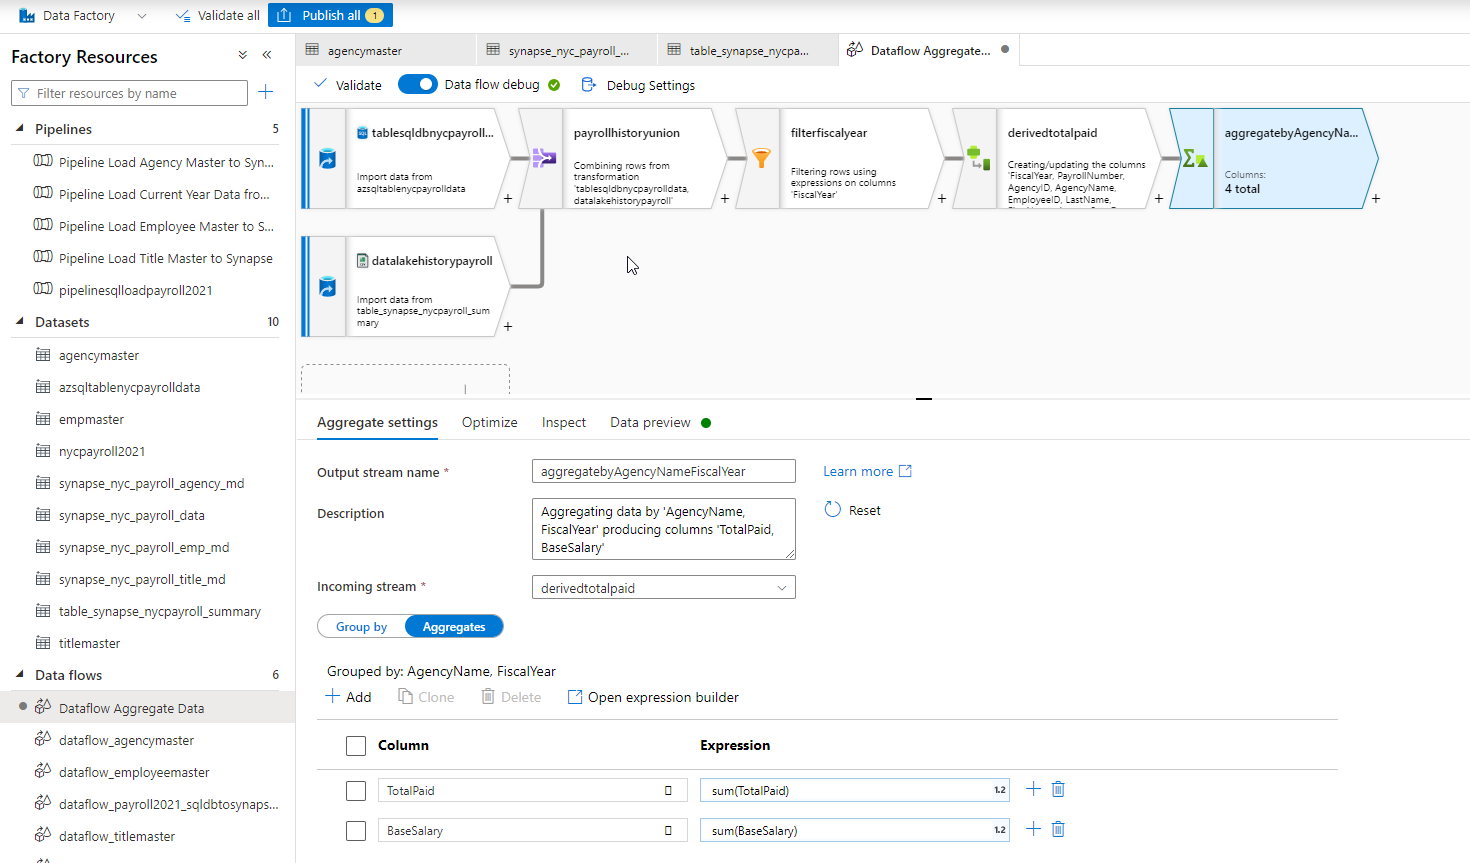 Data Factory
Validate all
Publish all 1
Factory Resources
Filter resources by name
Pipelines 5
Pipeline Load Agency Master to Syn...
Pipeline Load Current Year Data fro...
Pipeline Load Employee Master to S...
Pipeline Load Title Master to Synapse
pipelinesqlloadpayroll2021
Datasets 10
agencymaster
azsqltablenycpayrolldata
empmaster
nycpayroll2021
synapse_nyc_payroll_agency_md
synapse_nyc_payroll_data
synapse_nyc_payroll_emp_md
synapse_nyc_payroll_title_md
table_synapse_nycpayroll_summary
titlemaster
Data flows 6
Dataflow Aggregate Data
dataflow_agencymaster
dataflow_employeemaster
dataflow_payroll2021_sqldbtosynaps...
dataflow_titlemaster
agencymaster
synapse_nyc_payroll_...
table_synapse_nycpa...
Dataflow Aggregate...
Validate
Data flow debug
Debug Settings
tablesqldbnycpayroll...
Import data from
azsqltablenycpayrolldata
payrollhistoryunion
Combining rows from
transformation
'tablesqldbnycpayrolldata,
datalakehistorypayroll'
filterfiscalyear
Filtering rows using
expressions on columns
'FiscalYear'
derivedtotalpaid
Creating/updating the columns
'FiscalYear, PayrollNumber,
AgencyID, AgencyName,
EmployeeID, LastName,
aggregatebyAgencyNa...
Columns:
4 total
datalakehistorypayroll
Import data from
table_synapse_nycpayroll_sum
mary
Aggregate settings
Optimize
Inspect
Data preview
Output stream name *
aggregatebyAgencyNameFiscalYear
Learn more
Description
Aggregating data by 'AgencyName,
FiscalYear' producing columns 'TotalPaid,
BaseSalary'
Reset
Incoming stream *
derivedtotalpaid
Group by
Aggregates
Grouped by: AgencyName, FiscalYear
Add
Clone
Delete
Open expression builder
Column Expression
TotalPaid sum(TotalPaid) 1.2
BaseSalary sum(BaseSalary) 1.2